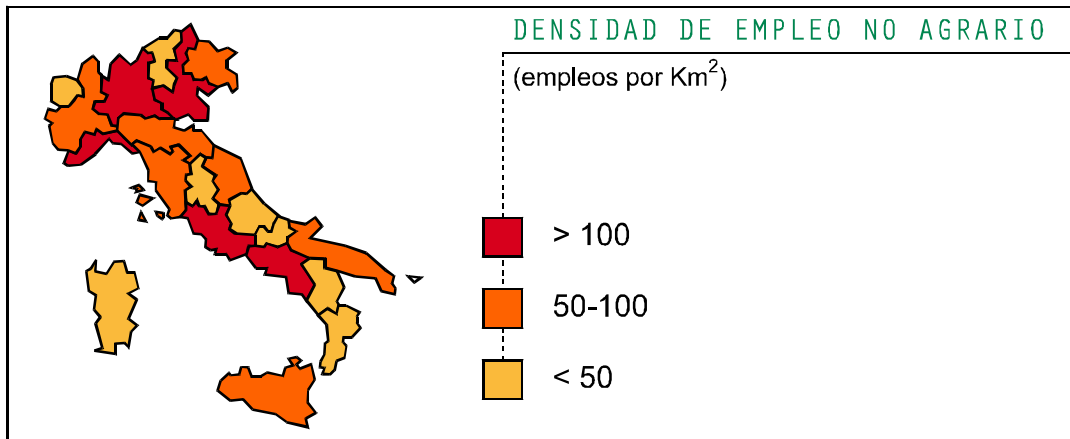 DENSIDAD DE EMPLEO NO AGRARIO
(empleos por Km²)
> 100
50-100
< 50